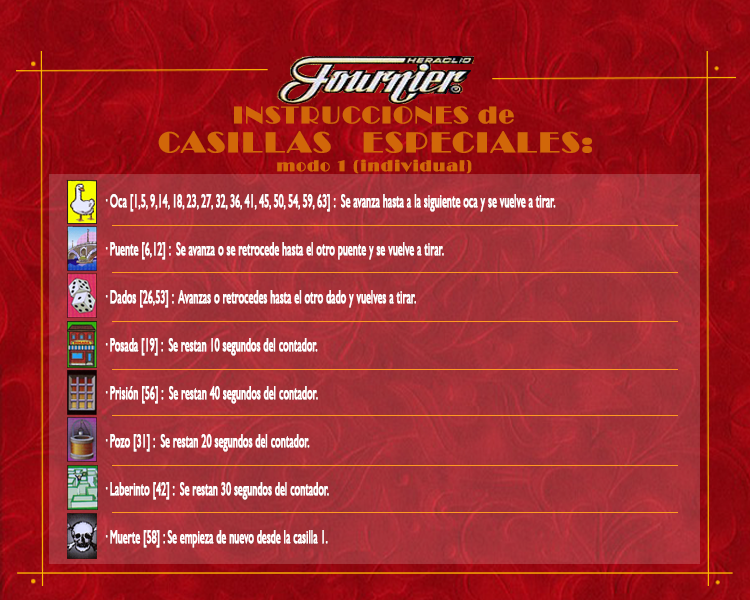 HERACLIO
Fournier®
INSTRUCCIONES de
CASILLAS ESPECIALES:
modo 1 (individual)
· Oca [1,5, 9,14, 18, 23, 27, 32, 36, 41, 45, 50, 54, 59, 63] : Se avanza hasta a la siguiente oca y se vuelve a tirar.
· Puente [6,12] : Se avanza o se retrocede hasta el otro puente y se vuelve a tirar.
· Dados [26,53] : Avanzas o retrocedes hasta el otro dado y vuelves a tirar.
· Posada [19] : Se restan 10 segundos del contador.
· Prisión [56] : Se restan 40 segundos del contador.
· Pozo [31] : Se restan 20 segundos del contador.
· Laberinto [42] : Se restan 30 segundos del contador.
· Muerte [58] : Se empieza de nuevo desde la casilla 1.